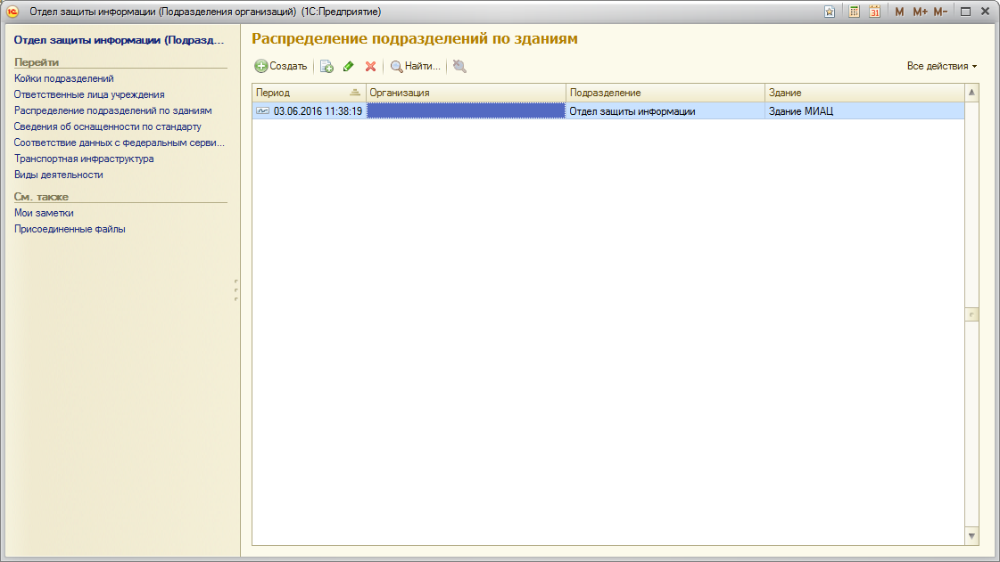 Отдел защиты информации (Подразделения организаций) (1С:Предприятие)
31 M M+ M-
Отдел защиты информации (Подразд...
Перейти
Койки подразделений
Ответственные лица учреждения
Распределение подразделений по зданиям
Сведения об оснащенности по стандарту
Соответствие данных с федеральным серви...
Транспортная инфраструктура
Виды деятельности
См. также
Мои заметки
Присоединенные файлы
Распределение подразделений по зданиям
Создать Найти... Все действия
Период Организация Подразделение Здание
03.06.2016 11:38:19 Отдел защиты информации Здание МИАЦ